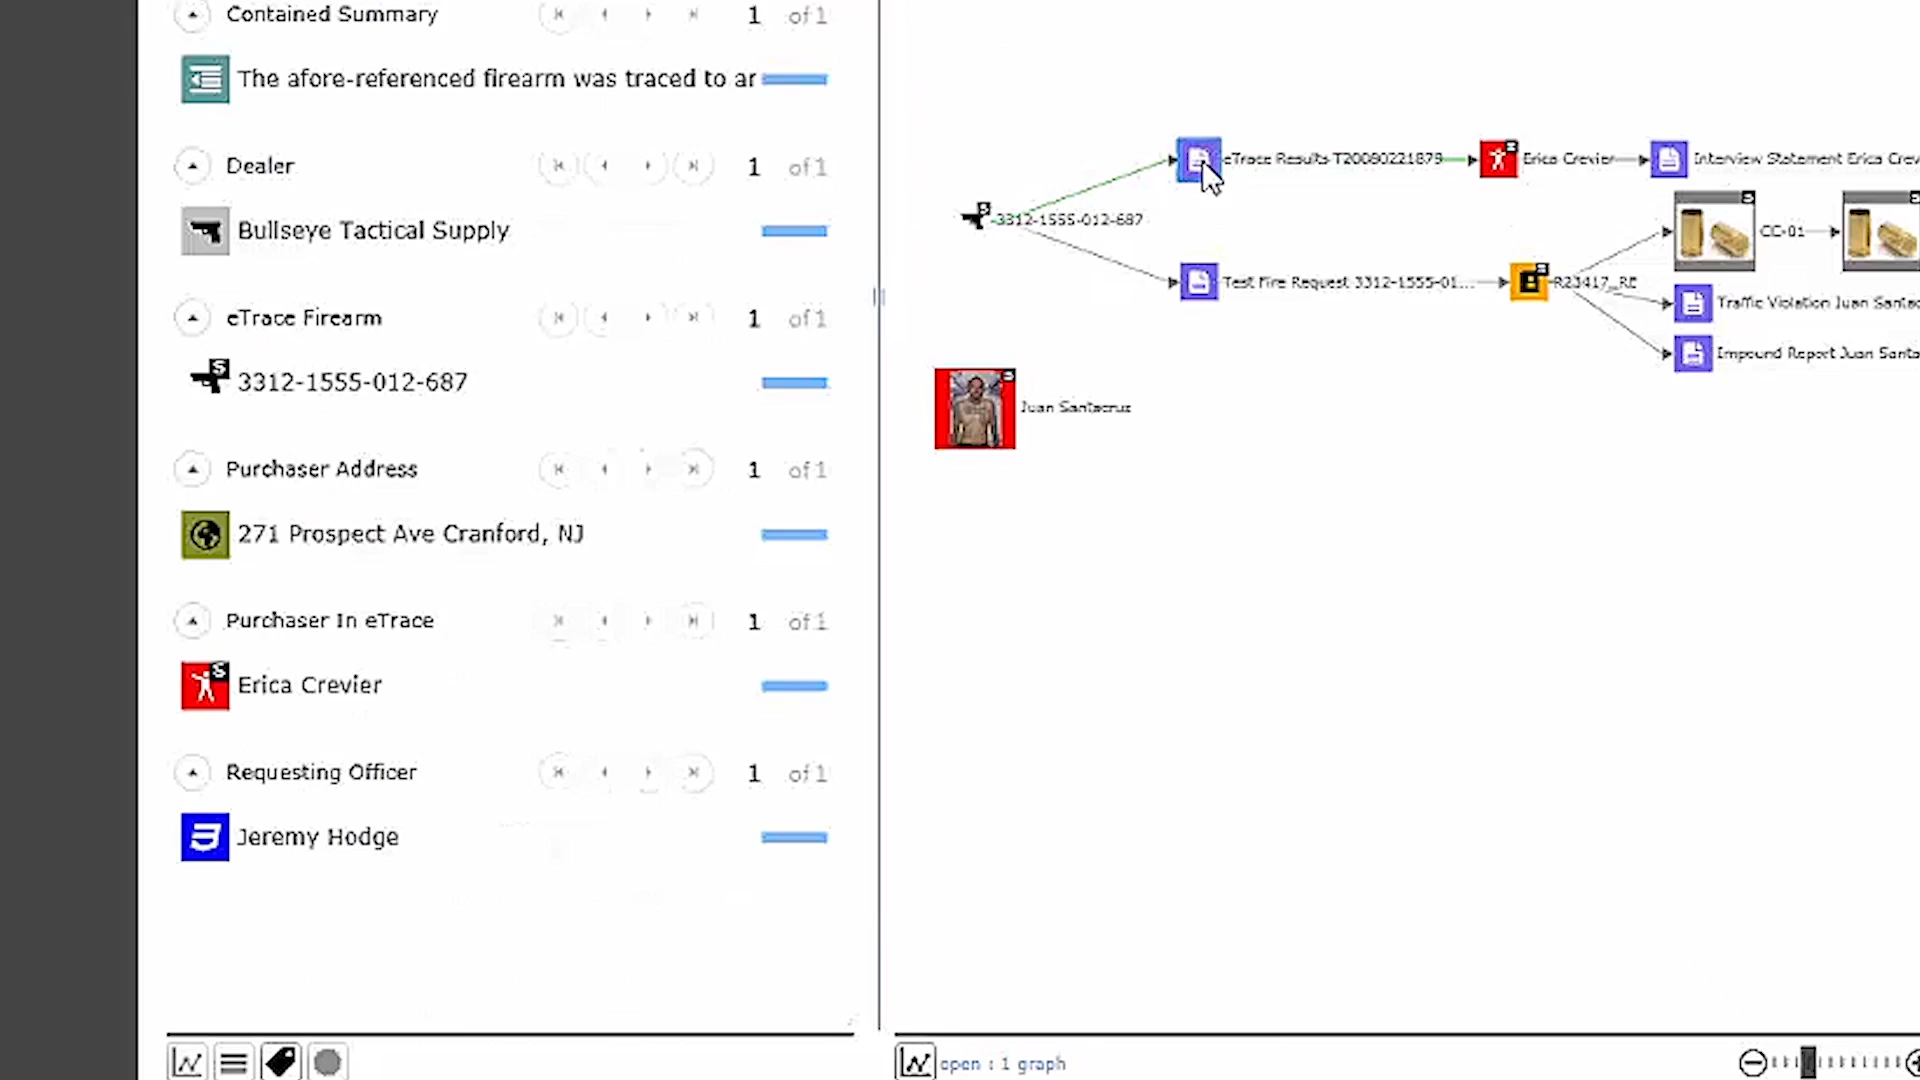 Contained Summary 1 of 1
The afore-referenced firearm was traced to ar
Dealer 1 of 1
Bullseye Tactical Supply
eTrace Firearm 1 of 1
3312-1555-012-687
Purchaser Address 1 of 1
271 Prospect Ave Cranford, NJ
Purchaser In eTrace 1 of 1
Erica Crevier
Requesting Officer 1 of 1
Jeremy Hodge
eTrace Results T20080221879
Erica Crevier
Interview Statement Erica Crev
3312-1555-012-687
CC-01
Test Fire Request 3312-1555-01...
R23417_RE
Traffic Violation Juan Santac
Impound Report Juan Santa
Juan Santacruz
open : 1 graph